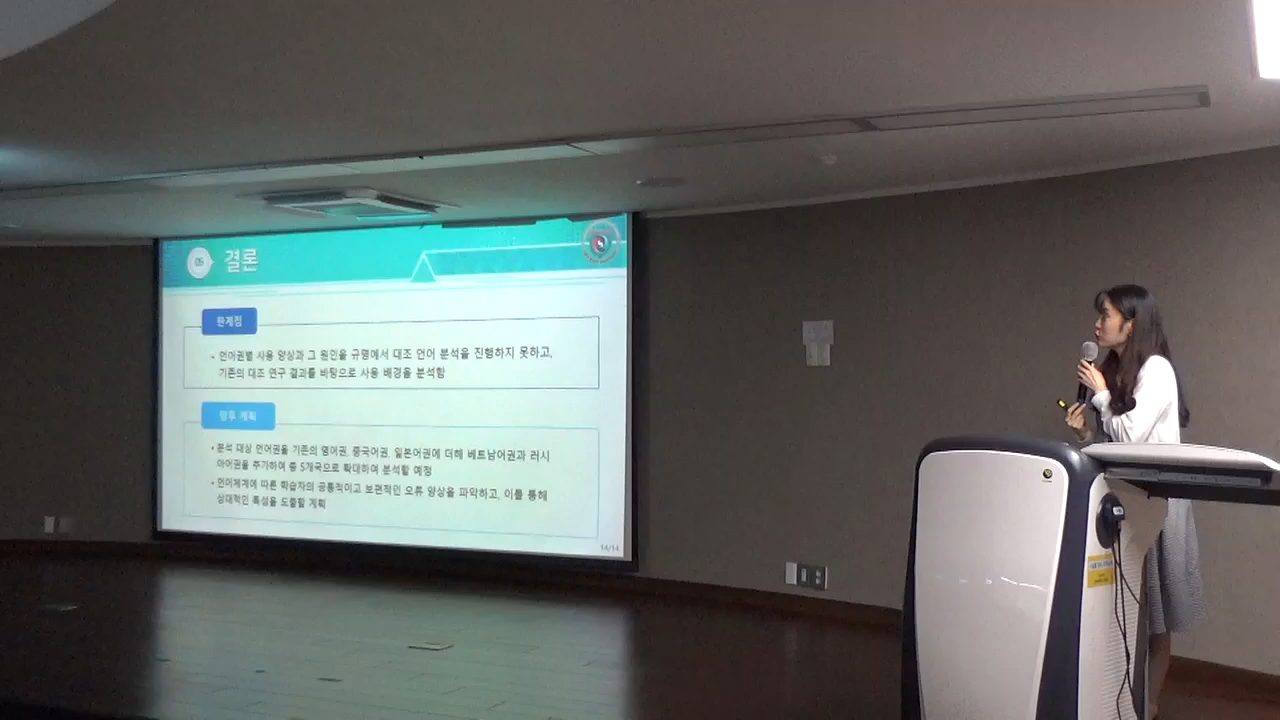 05 결론
한계점
언어권별 사용 양상과 그 원인을 규명에서 대조 언어 분석을 진행하지 못하고,
기존의 대조 연구 결과를 바탕으로 사용 배경을 분석함
향후 계획
• 분석 대상 언어권을 기존의 영어권, 중국어권, 일본어권에 더해 베트남어권과 러시
아어권을 추가하여 총 5개국으로 확대하여 분석할 예정
• 언어체계에 따른 학습자의 공통적이고 보편적인 오류 양상을 파악하고, 이를 통해
상대적인 특성을 도출할 계획
14/14